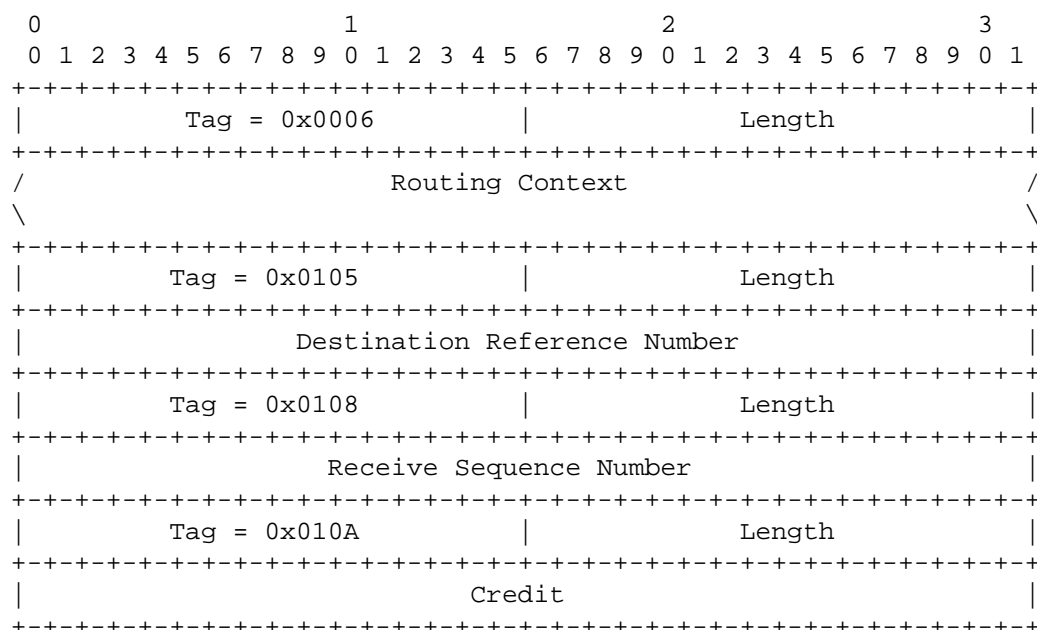 0                   1                   2                   3
 0 1 2 3 4 5 6 7 8 9 0 1 2 3 4 5 6 7 8 9 0 1 2 3 4 5 6 7 8 9 0 1
+-+-+-+-+-+-+-+-+-+-+-+-+-+-+-+-+-+-+-+-+-+-+-+-+-+-+-+-+-+-+-+-+
|          Tag = 0x0006         |             Length            |
+-+-+-+-+-+-+-+-+-+-+-+-+-+-+-+-+-+-+-+-+-+-+-+-+-+-+-+-+-+-+-+-+
/                       Routing Context                         /
\                                                               \
+-+-+-+-+-+-+-+-+-+-+-+-+-+-+-+-+-+-+-+-+-+-+-+-+-+-+-+-+-+-+-+-+
|         Tag = 0x0105          |             Length            |
+-+-+-+-+-+-+-+-+-+-+-+-+-+-+-+-+-+-+-+-+-+-+-+-+-+-+-+-+-+-+-+-+
|                 Destination Reference Number                  |
+-+-+-+-+-+-+-+-+-+-+-+-+-+-+-+-+-+-+-+-+-+-+-+-+-+-+-+-+-+-+-+-+
|         Tag = 0x0108          |             Length            |
+-+-+-+-+-+-+-+-+-+-+-+-+-+-+-+-+-+-+-+-+-+-+-+-+-+-+-+-+-+-+-+-+
|                   Receive Sequence Number                     |
+-+-+-+-+-+-+-+-+-+-+-+-+-+-+-+-+-+-+-+-+-+-+-+-+-+-+-+-+-+-+-+-+
|         Tag = 0x010A          |             Length            |
+-+-+-+-+-+-+-+-+-+-+-+-+-+-+-+-+-+-+-+-+-+-+-+-+-+-+-+-+-+-+-+-+
|                            Credit                             |
+-+-+-+-+-+-+-+-+-+-+-+-+-+-+-+-+-+-+-+-+-+-+-+-+-+-+-+-+-+-+-+-+